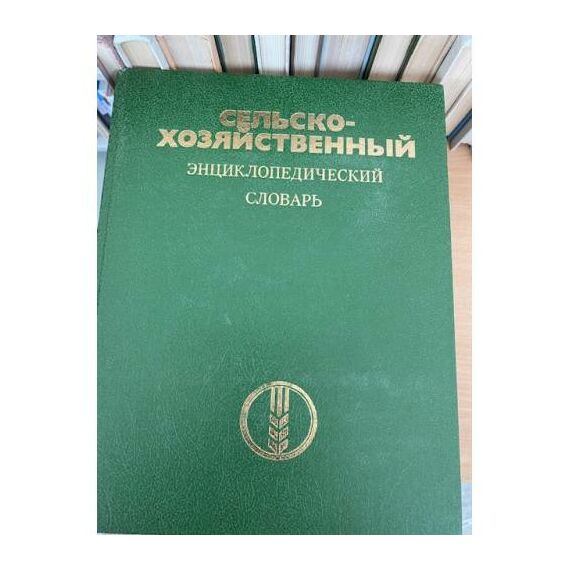 СЕЛЬСКО-
ХОЗЯЙСТВЕННЫЙ
ЭНЦИКЛОПЕДИЧЕСКИЙ
СЛОВАРЬ